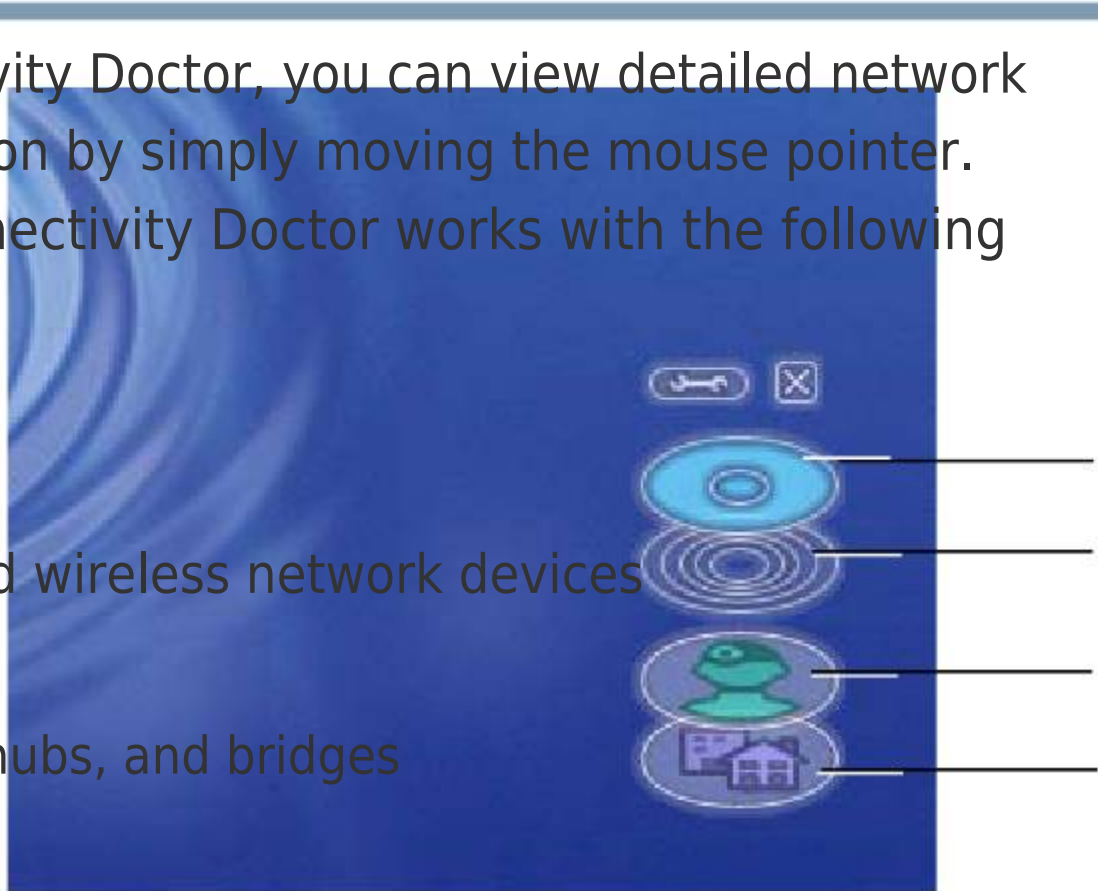 vity Doctor, you can view detailed network
on by simply moving the mouse pointer.
nectivity Doctor works with the following
d wireless network devices
hubs, and bridges